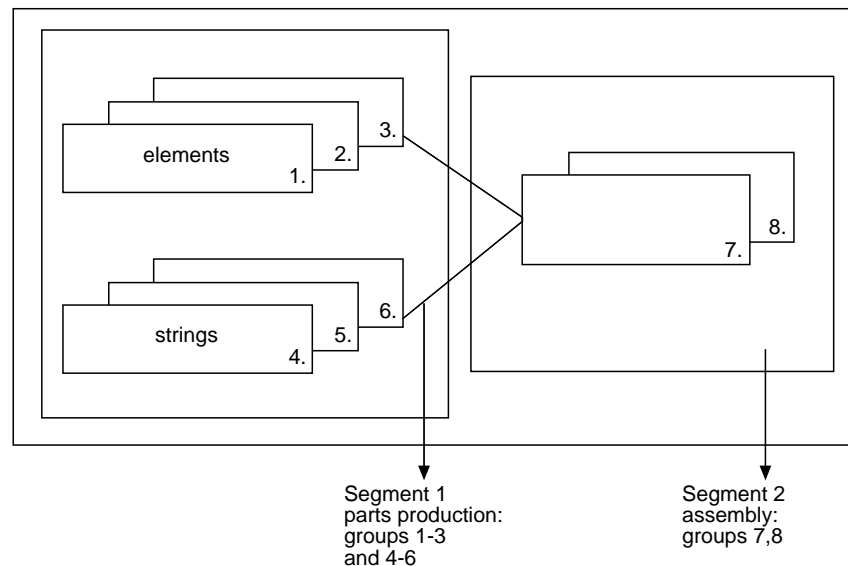 3.
2.
elements
1.
8.
7.
6.
5.
strings
4.
Segment 1
parts production:
groups 1-3
and 4-6
Segment 2
assembly:
groups 7,8